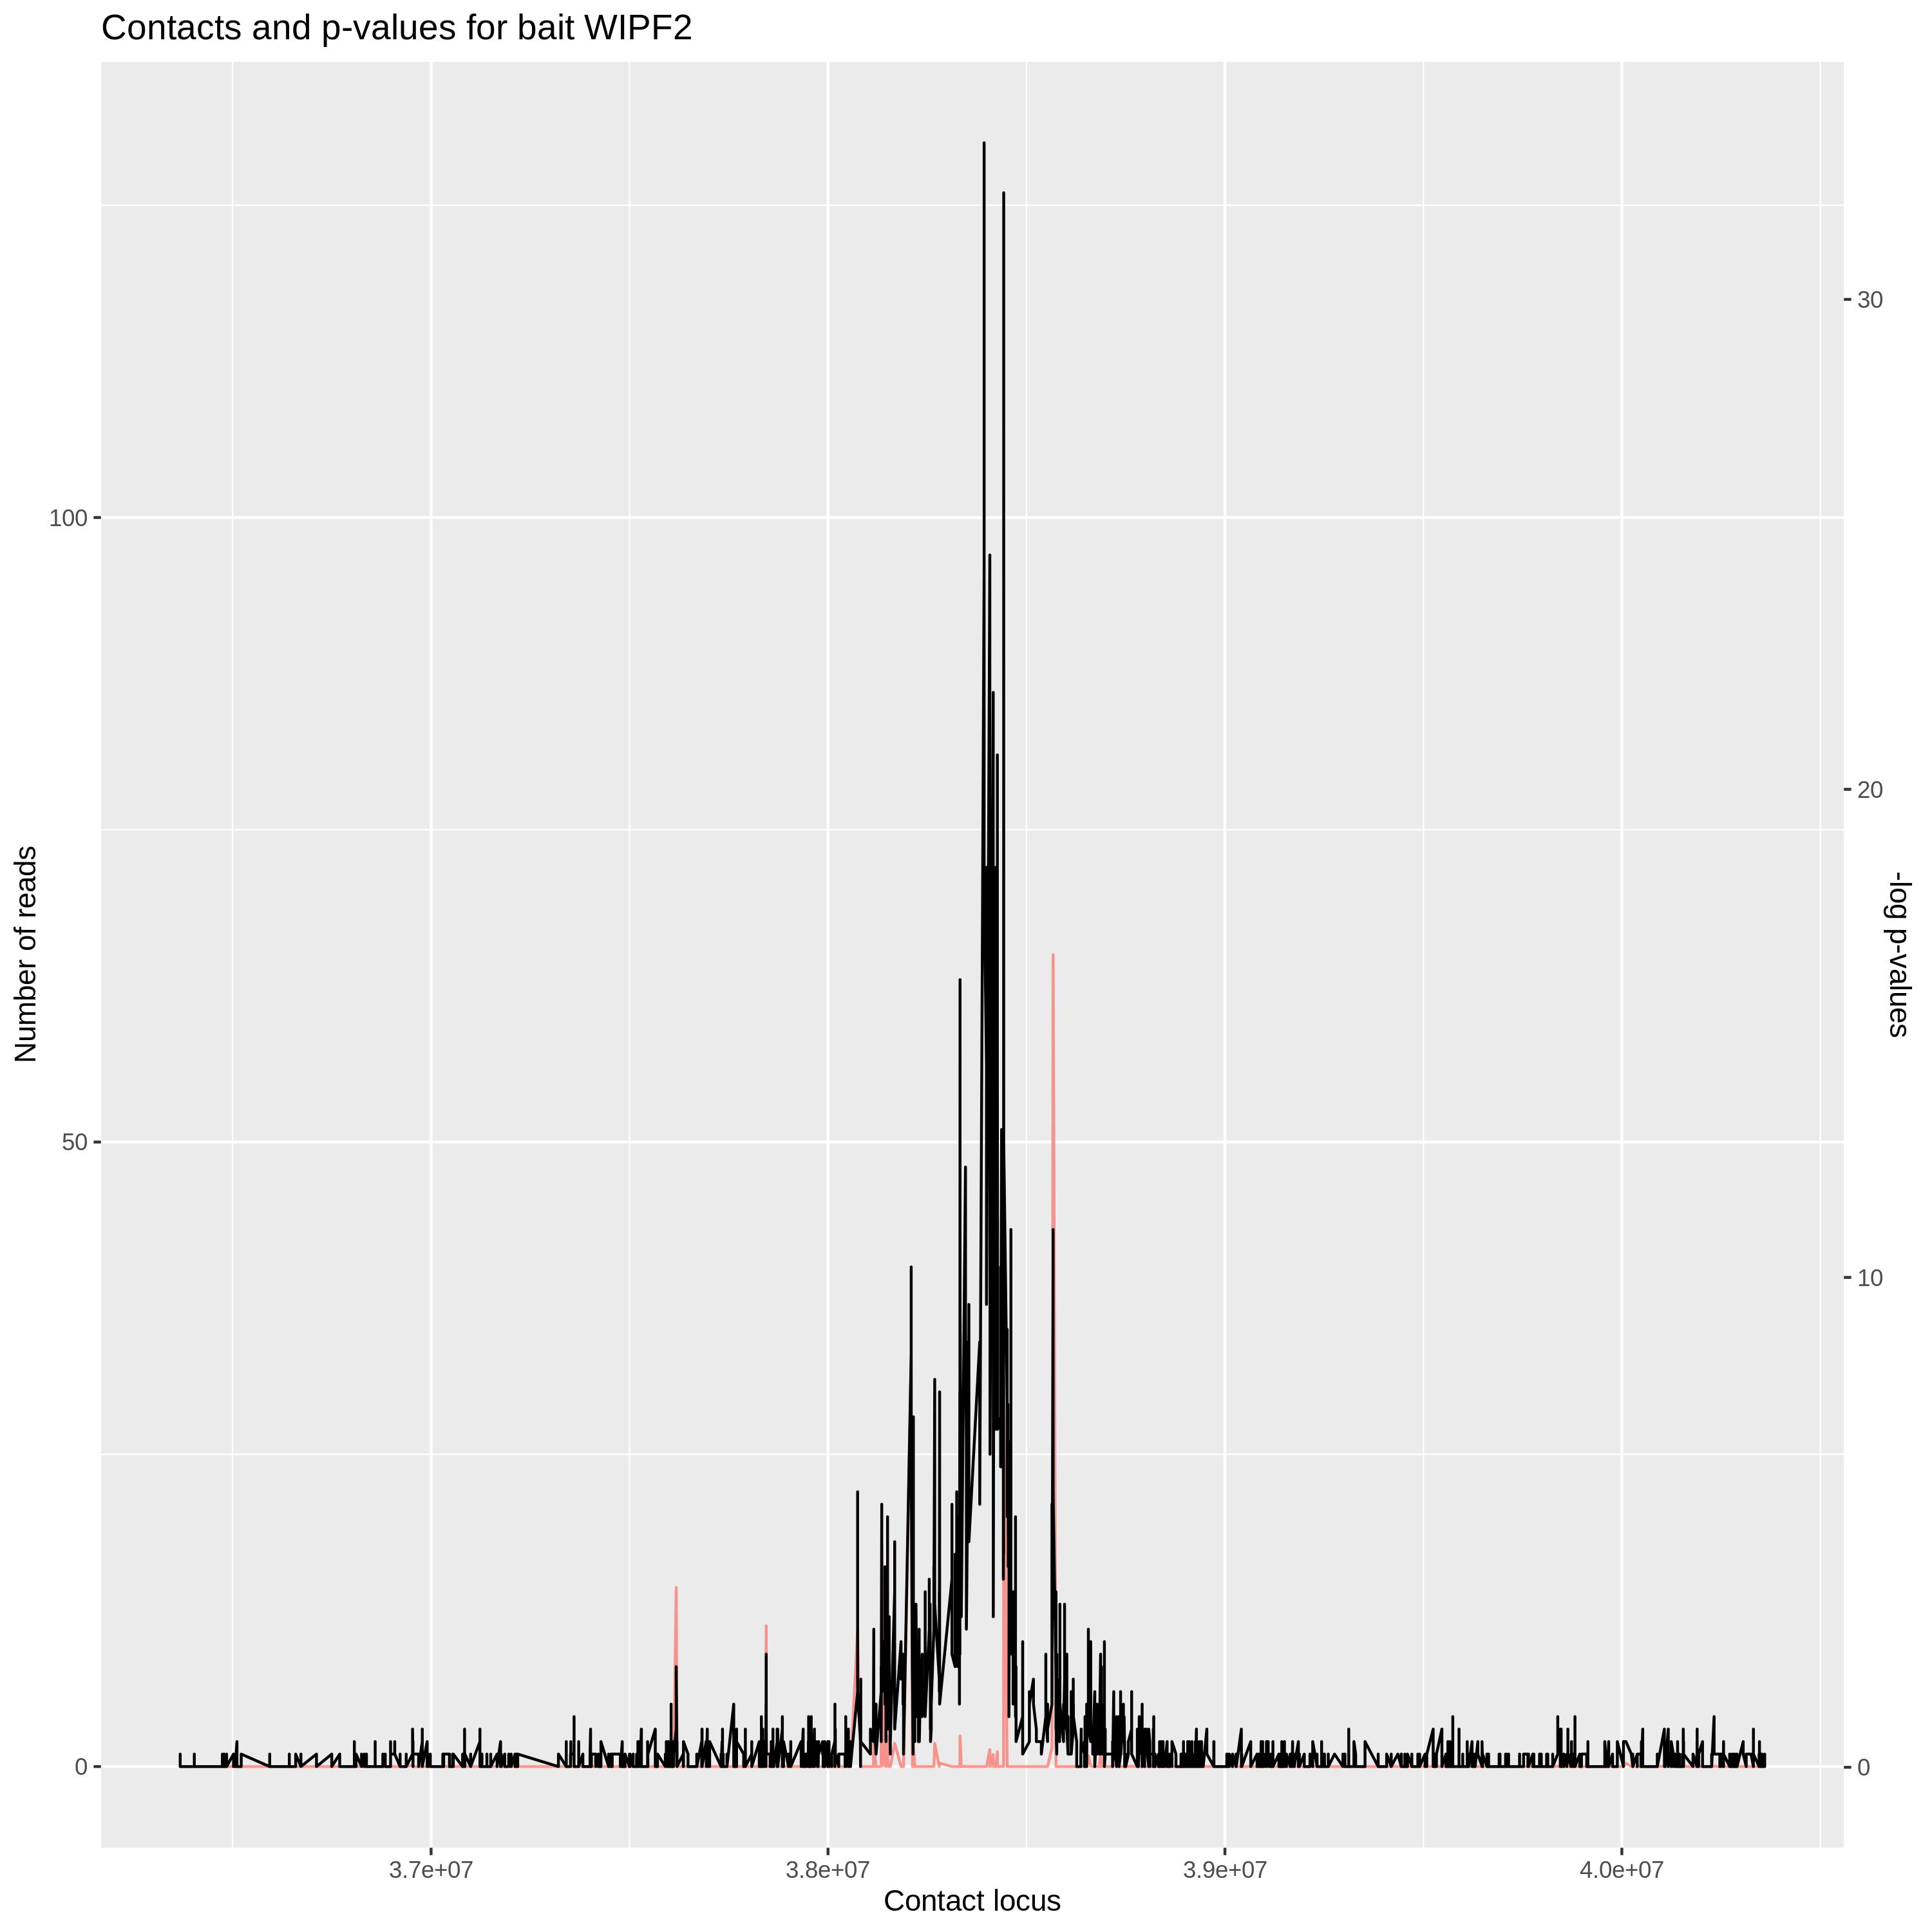 Contacts and p-values for bait WIPF2
Number of reads
100
50
0
30
20
10
0
-log p-values
3.7e+07 3.8e+07 3.9e+07 4.0e+07
Contact locus